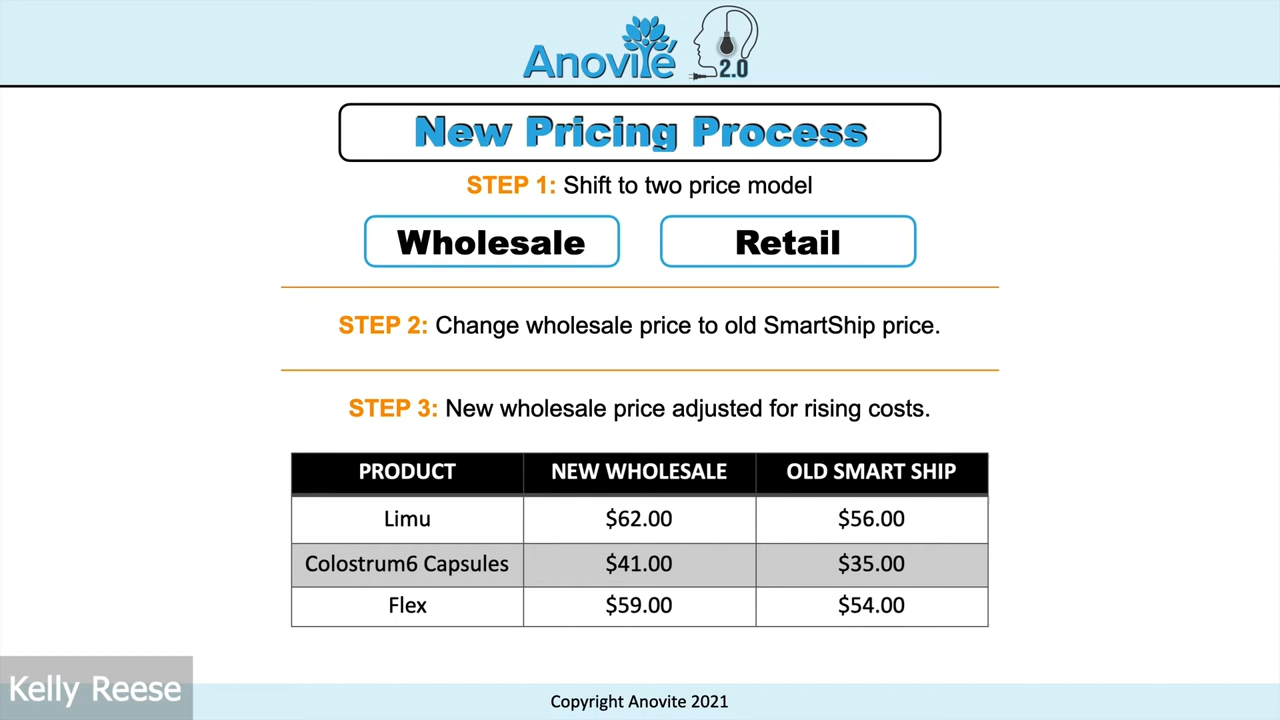 Anovite
2.0
New Pricing Process
STEP 1: Shift to two price model
Wholesale Retail
STEP 2: Change wholesale price to old SmartShip price.
STEP 3: New wholesale price adjusted for rising costs.
PRODUCT NEW WHOLESALE OLD SMART SHIP
Limu $62.00 $56.00
Colostrum6 Capsules $41.00 $35.00
Flex $59.00 $54.00
Kelly Reese
Copyright Anovite 2021